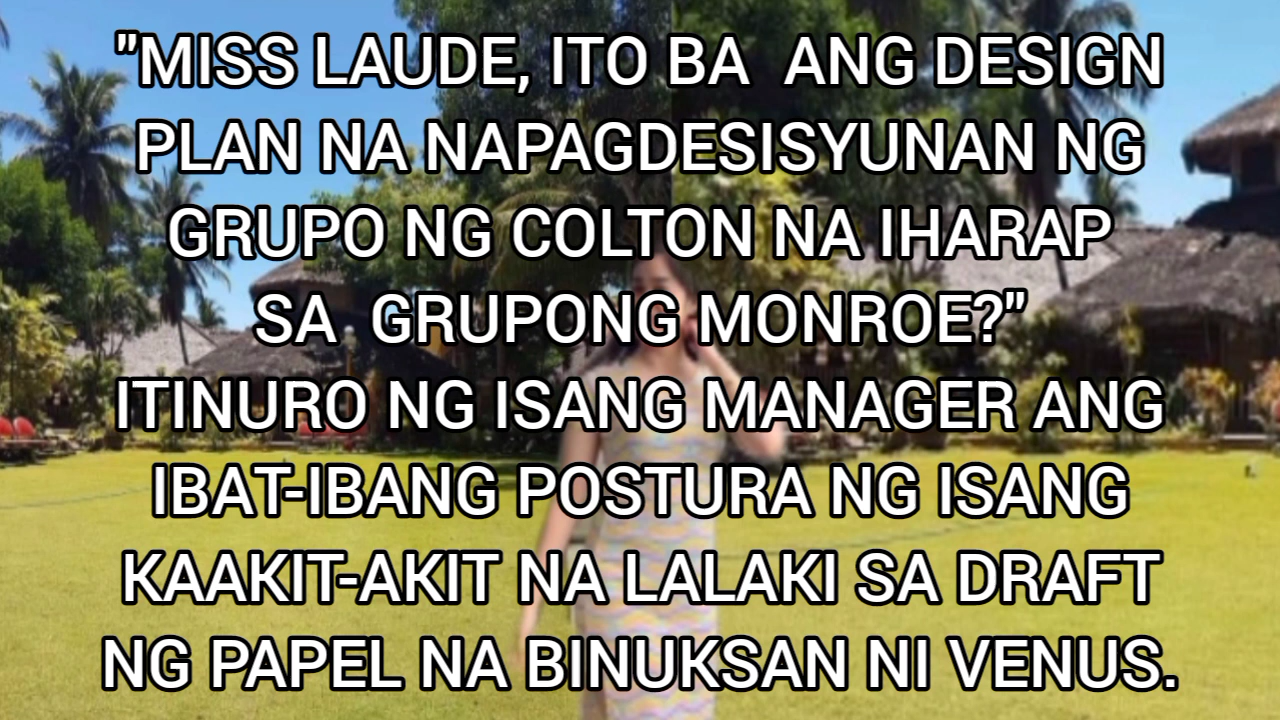 "MISS LAUDE, ITO BA ANG DESIGN
PLAN NA NAPAGDESISYUNAN NG
GRUPO NG COLTON NA IHARAP
SA GRUPONG MONROE?"
ITINURO NG ISANG MANAGER ANG
IBAT-IBANG POSTURA NG ISANG
KAAKIT-AKIT NA LALAKI SA DRAFT
NG PAPEL NA BINUKSAN NI VENUS.